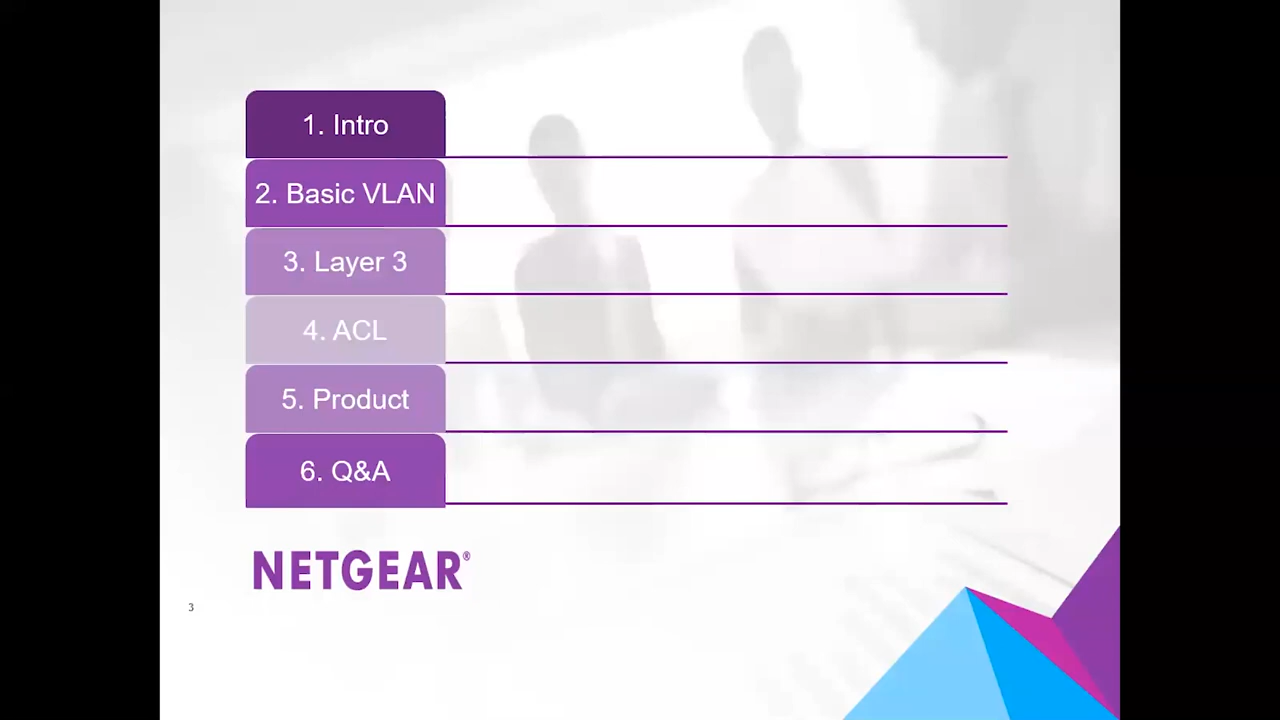 1. Intro
2. Basic VLAN
3. Layer 3
4. ACL
5. Product
6. Q&A
NETGEAR®
3